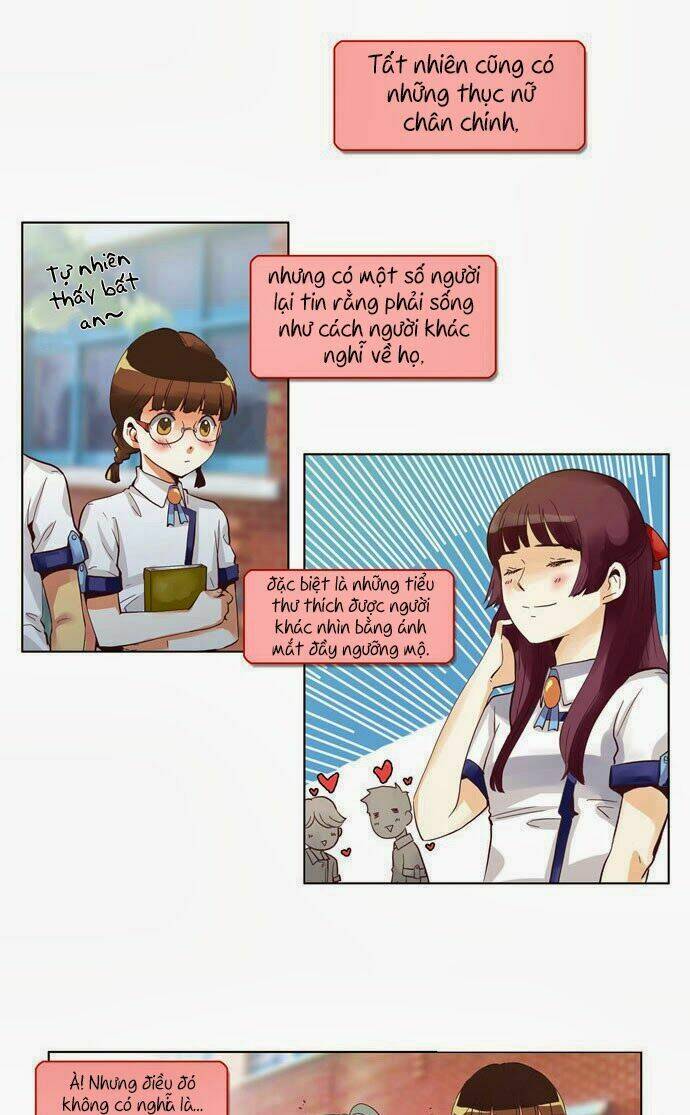 Tất nhiên cũng có
những thục nữ
chân chính,
Tự nhiên
thấy bất
an~
nhưng có một số người
lại tin rằng phải sống
như cách người khác
nghĩ về họ,
đặc biệt là những tiểu
thư thích được người
khác nhìn bằng ánh
mắt đầy ngưỡng mộ.
À! Nhưng điều đó
không có nghĩa là...